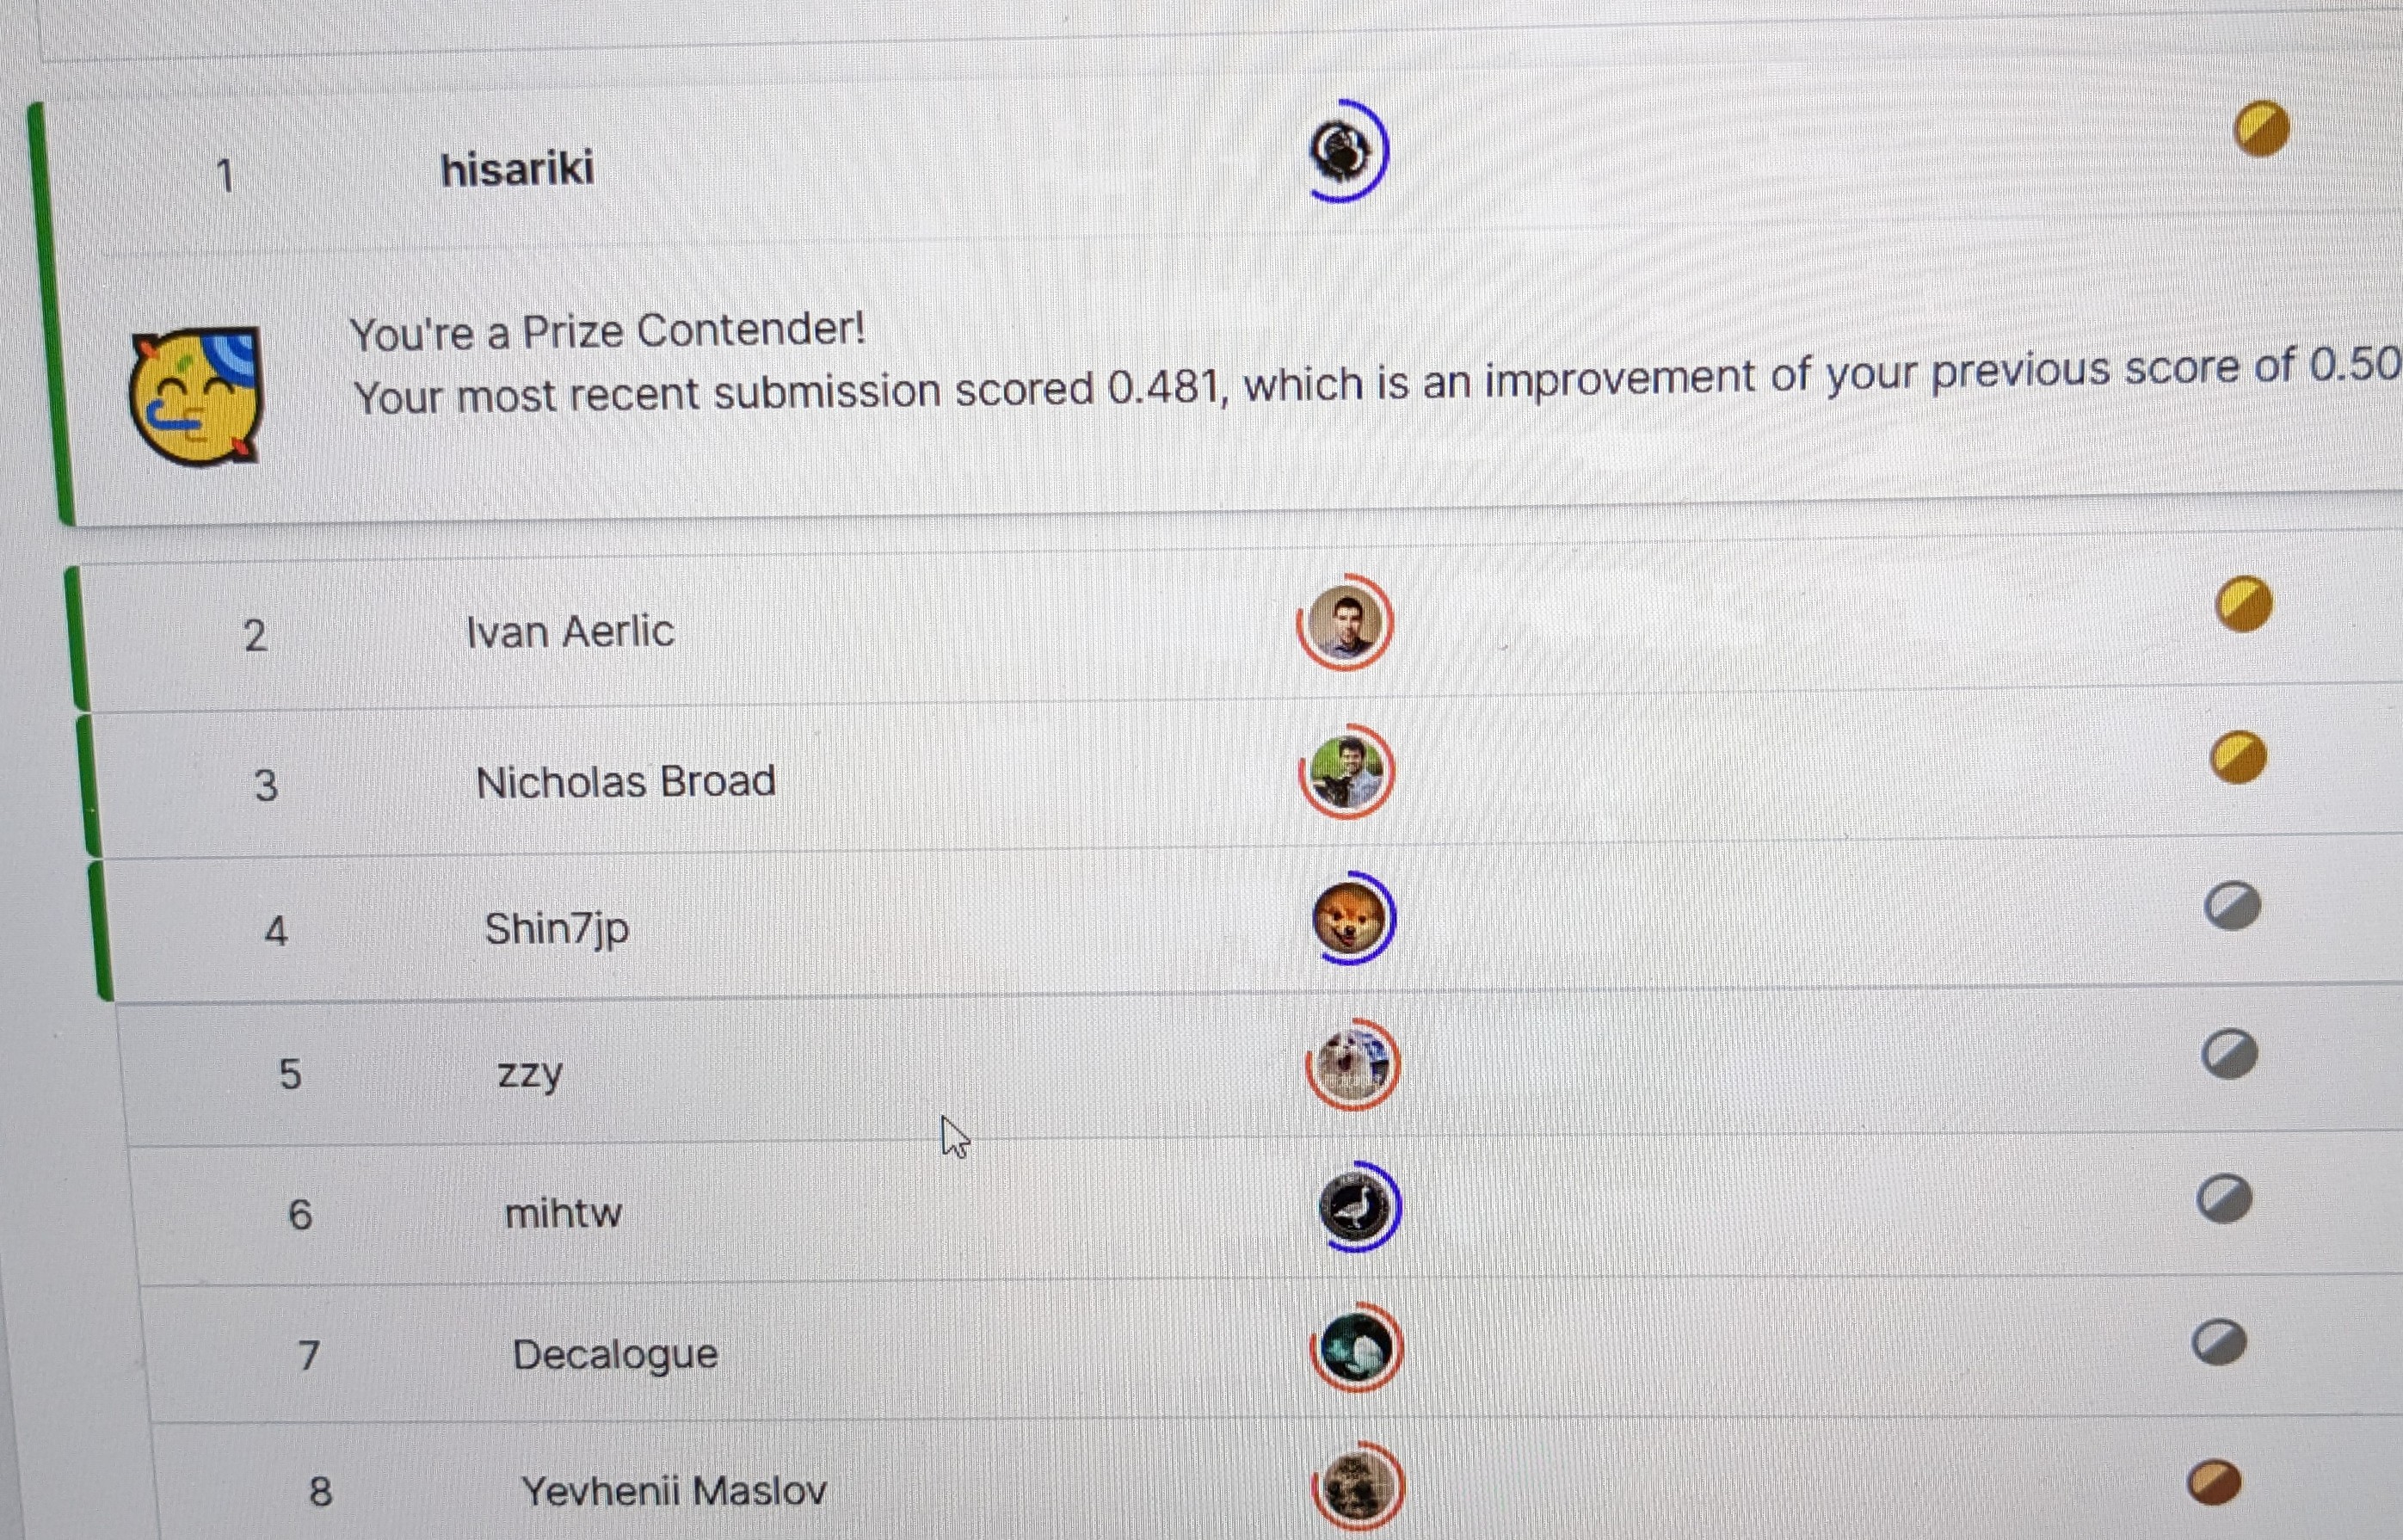 1 hisariki
You're a Prize Contender!
Your most recent submission scored 0.481, which is an improvement of your previous score of 0.50
2 Ivan Aerlic
3 Nicholas Broad
4 Shin7jp
5 zzy
6 mihtw
7 Decalogue
8 Yevhenii Maslov